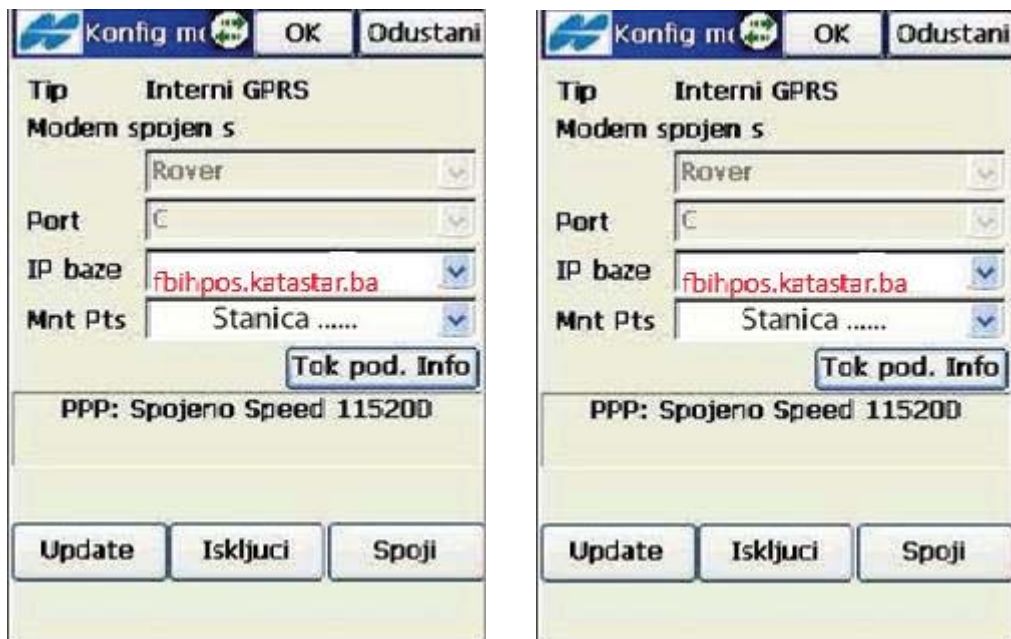 Konfig m OK Odustani
Tip Interni GPRS
Modem spojen s
Rover
Port C
IP baze fbihpos.katastar.ba
Mnt Pts Stanica ......
Tok pod. Info
PPP: Spojeno Speed 115200
Update Iskljuci Spoji
Konfig m OK Odustani
Tip Interni GPRS
Modem spojen s
Rover
Port C
IP baze fbihpos.katastar.ba
Mnt Pts Stanica ......
Tok pod. Info
PPP: Spojeno Speed 115200
Update Iskljuci Spoji